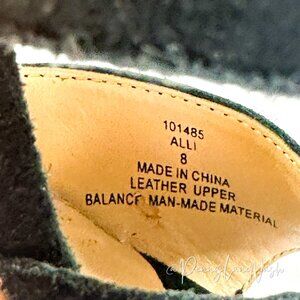 101485
ALLI
8
MADE IN CHINA
LEATHER UPPER
BALANCE MAN-MADE MATERIAL